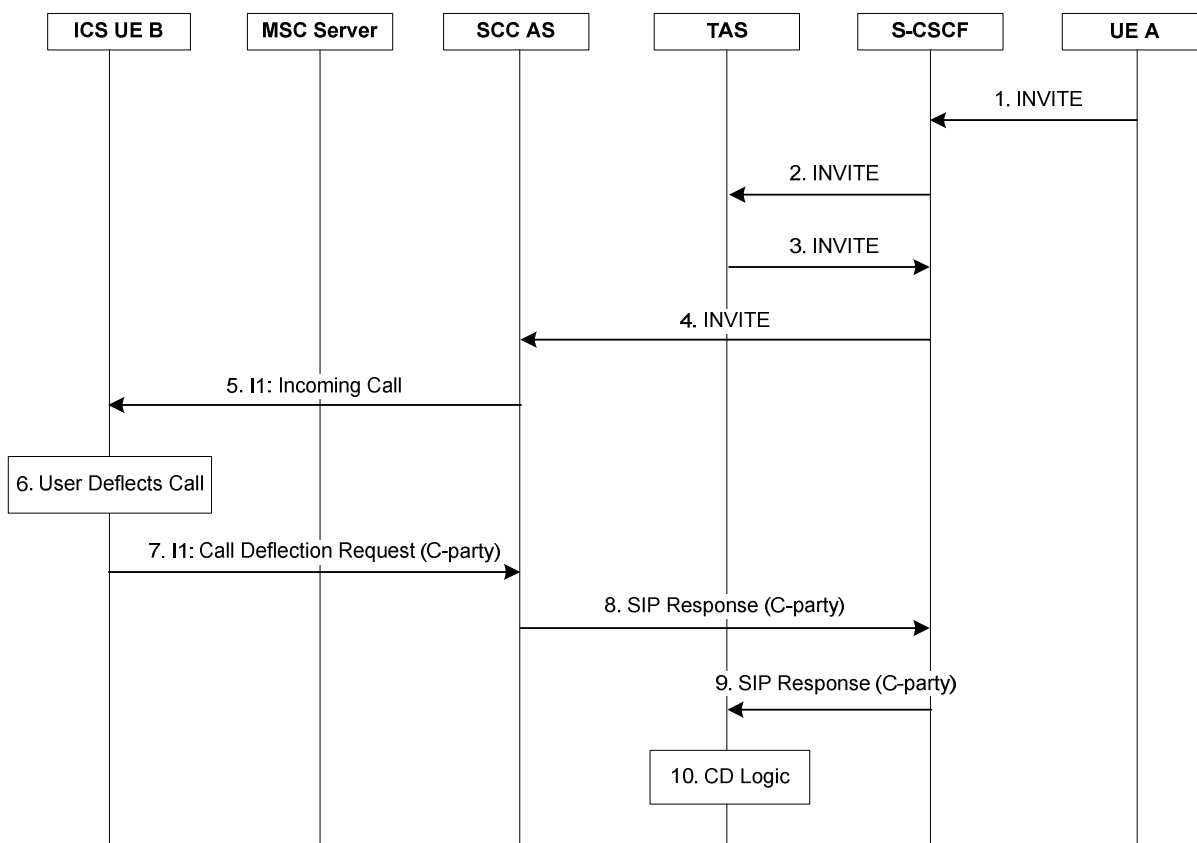 ICS UE B
MSC Server
SCC AS
TAS
S-CSCF
UE A
1. INVITE
2. INVITE
3. INVITE
4. INVITE
5. I1: Incoming Call
6. User Deflects Call
7. I1: Call Deflection Request (C-party)
8. SIP Response (C-party)
9. SIP Response (C-party)
10. CD Logic